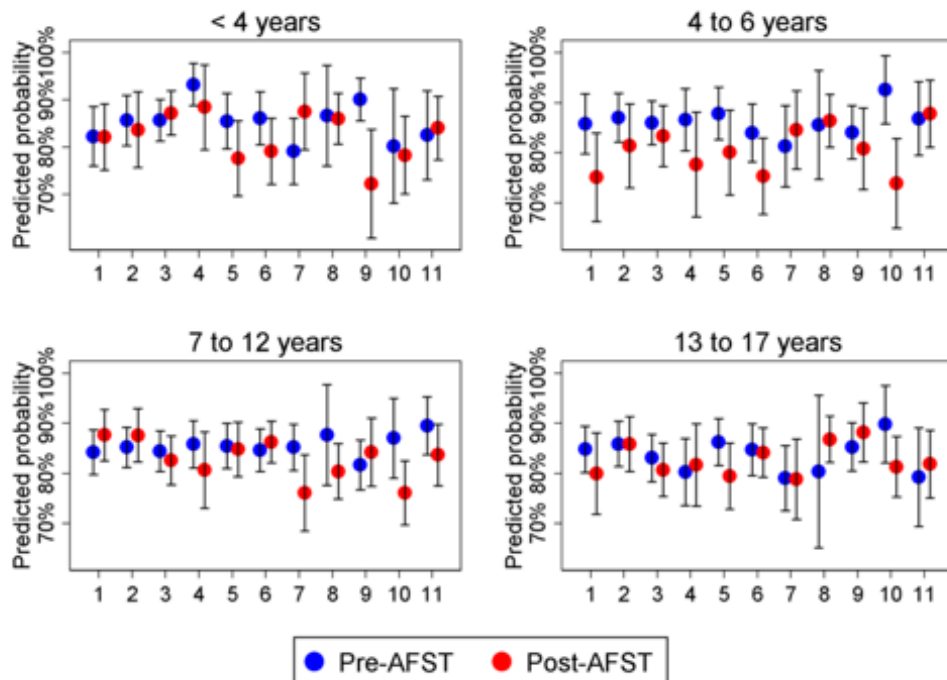 < 4 years
4 to 6 years
Predicted probability
70% 80% 90% 100%
1 2 3 4 5 6 7 8 9 10 11
Predicted probability
70% 80% 90% 100%
1 2 3 4 5 6 7 8 9 10 11
7 to 12 years
13 to 17 years
Predicted probability
70% 80% 90% 100%
1 2 3 4 5 6 7 8 9 10 11
Predicted probability
70% 80% 90% 100%
1 2 3 4 5 6 7 8 9 10 11
Pre-AFST Post-AFST